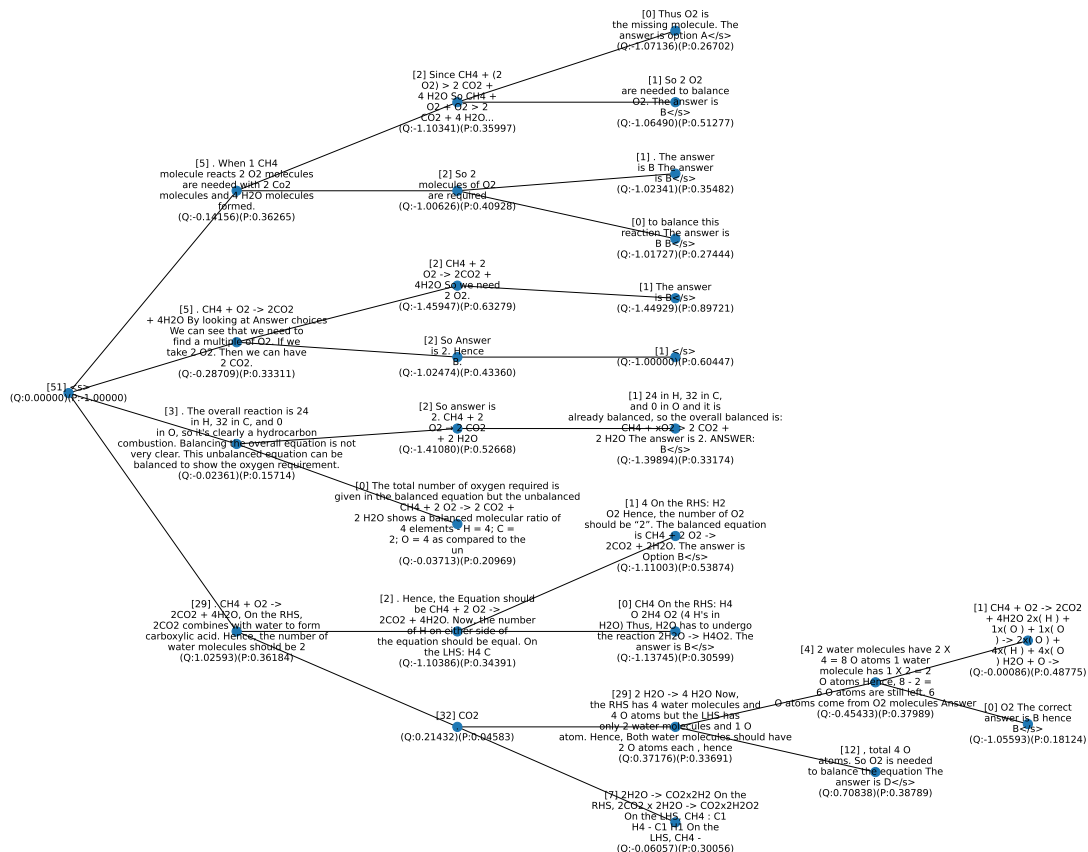 [0] Thus O2 is
the missing molecule. The
answer is option A</s>
(Q:-1.07136)(P:0.26702)
[2] Since CH4 + (2
O2) > 2 CO2 +
4 H2O So CH4 +
O2 + O2 > 2
CO2 + 4 H2O...
(Q:-1.10341)(P:0.35997)
[1] So 2 O2
are needed to balance
O2. The answer is
B</s>
(Q:-1.06490)(P:0.51277)
[5] . When 1 CH4
molecule reacts 2 O2 molecules
are needed with 2 Co2
molecules and 4 H2O molecules
formed.
(Q:-0.14156)(P:0.36265)
[2] So 2
molecules of O2
are required
(Q:-1.00626)(P:0.40928)
[1] . The answer
is B The answer
is B</s>
(Q:-1.02341)(P:0.35482)
[0] to balance this
reaction The answer is
B B</s>
(Q:-1.01727)(P:0.27444)
[2] CH4 + 2
O2 -> 2CO2 +
4H2O So we need
2 O2.
(Q:-1.45947)(P:0.63279)
[1] The answer
is B</s>
(Q:-1.44929)(P:0.89721)
[5] . CH4 + O2 -> 2CO2
+ 4H2O By looking at Answer choices
We can see that we need to
find a multiple of O2. If we
take 2 O2. Then we can have
2 CO2.
(Q:-0.28709)(P:0.33311)
[2] So Answer
is 2. Hence
B.
(Q:-1.02474)(P:0.43360)
[1] </s>
(Q:-1.00000)(P:0.60447)
[51] <s>
(Q:0.00000)(P:-1.00000)
[3] . The overall reaction is 24
in H, 32 in C, and 0
in O, so it's clearly a hydrocarbon
combustion. Balancing the overall equation is not
very clear. This unbalanced equation can be
balanced to show the oxygen requirement.
(Q:-0.02361)(P:0.15714)
[2] So answer is
2. CH4 + 2
O2 -> 2 CO2
+ 2 H2O
(Q:-1.41080)(P:0.52668)
[1] 24 in H, 32 in C,
and 0 in O and it is
already balanced, so the overall balanced is:
CH4 + xO2 > 2 CO2 +
2 H2O The answer is 2. ANSWER:
B</s>
(Q:-1.39894)(P:0.33174)
[0] The total number of oxygen required is
given in the balanced equation but the unbalanced
CH4 + 2 O2 -> 2 CO2 +
2 H2O shows a balanced molecular ratio of
4 elements - H = 4; C =
2; O = 4 as compared to the
un
(Q:-0.03713)(P:0.20969)
[1] 4 On the RHS: H2
O2 Hence, the number of O2
should be “2”. The balanced equation
is CH4 + 2 O2 ->
2CO2 + 2H2O. The answer is
Option B</s>
(Q:-1.11003)(P:0.53874)
[29] . CH4 + O2 ->
2CO2 + 4H2O, On the RHS,
2CO2 combines with water to form
carboxylic acid. Hence, the number of
water molecules should be 2
(Q:1.02593)(P:0.36184)
[2] . Hence, the Equation should
be CH4 + 2 O2 ->
2CO2 + 4H2O. Now, the number
of H on either side of
the equation should be equal. On
the LHS: H4 C
(Q:-1.10386)(P:0.34391)
[0] CH4 On the RHS: H4
O 2H4 O2 (4 H's in
H2O) Thus, H2O has to undergo
the reaction 2H2O -> H4O2. The
answer is B</s>
(Q:-1.13745)(P:0.30599)
[32] CO2
(Q:0.21432)(P:0.04583)
[29] 2 H2O -> 4 H2O Now,
the RHS has 4 water molecules and
4 O atoms but the LHS has
only 2 water molecules and 1 O
atom. Hence, Both water molecules should have
2 O atoms each , hence
(Q:0.37176)(P:0.33691)
[4] 2 water molecules have 2 X
4 = 8 O atoms 1 water
molecule has 1 X 2 = 2
O atoms Hence, 8 - 2 =
6 O atoms are still left. 6
O atoms come from O2 molecules Answer
(Q:-0.45433)(P:0.37989)
[1] CH4 + O2 -> 2CO2
+ 4H2O 2x( H ) +
1x( O ) + 1x( O
) -> 2x( O ) +
4x( H ) + 4x( O
) H2O + O ->
(Q:-0.00086)(P:0.48775)
[0] O2 The correct
answer is B hence
B</s>
(Q:-1.05593)(P:0.18124)
[12] , total 4 O
atoms. So O2 is needed
to balance the equation The
answer is D</s>
(Q:0.70838)(P:0.38789)
[7] 2H2O -> CO2x2H2 On the
RHS, 2CO2 x 2H2O -> CO2x2H2O2
On the LHS, CH4 : C1
H4 - C1 H1 On the
LHS, CH4 -
(Q:-0.06057)(P:0.30056)